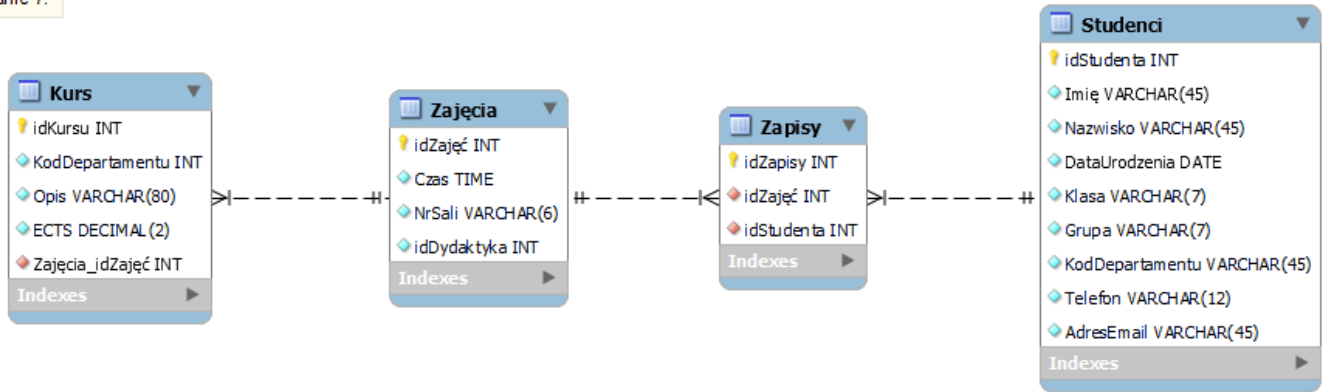 Kurs
idKursu INT
KodDepartamentu INT
Opis VARCHAR(80)
ECTS DECIMAL(2)
Zajęcia_idZajęć INT
Indexes
Zajęcia
idZajęć INT
Czas TIME
NrSali VARCHAR(6)
idDydaktyka INT
Indexes
Zapisy
idZapisy INT
idZajęć INT
idStudenta INT
Indexes
Studenci
idStudenta INT
Imię VARCHAR(45)
Nazwisko VARCHAR(45)
DataUrodzenia DATE
Klasa VARCHAR(7)
Grupa VARCHAR(7)
KodDepartamentu VARCHAR(45)
Telefon VARCHAR(12)
AdresEmail VARCHAR(45)
Indexes